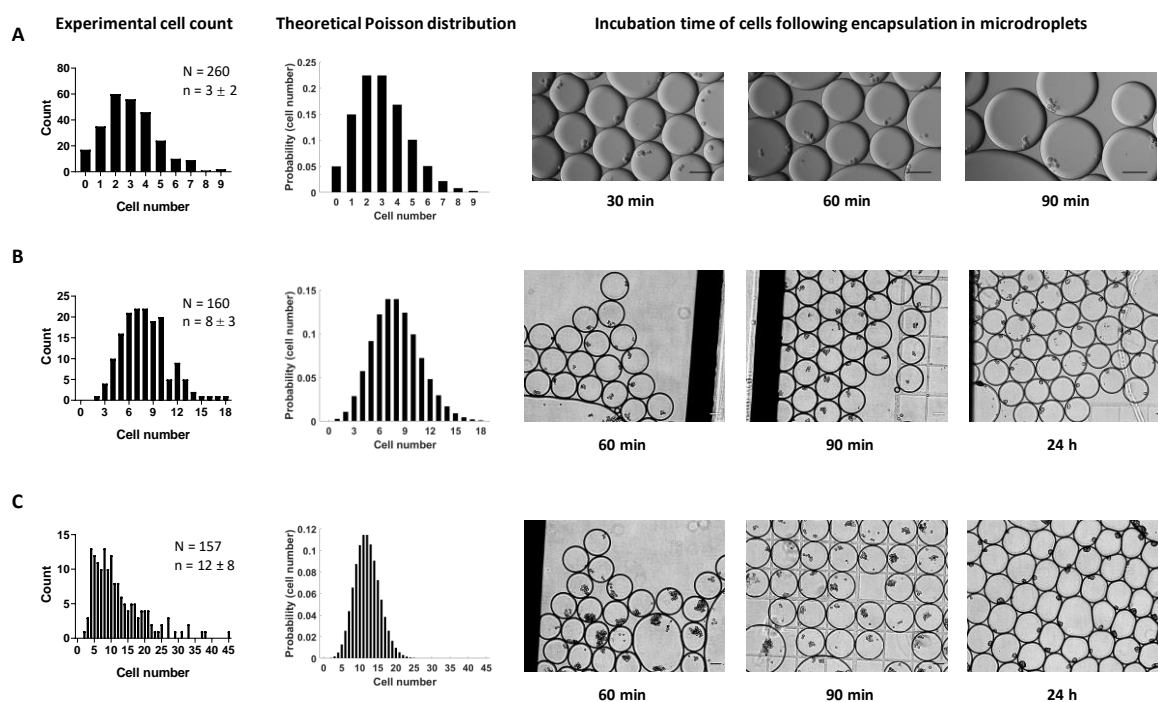 Experimental cell count
Theoretical Poisson distribution
Incubation time of cells following encapsulation in microdroplets
A
N = 260
n = 3 ± 2
Count
80
60
40
20
0
0 1 2 3 4 5 6 7 8 9
Cell number
Probability (cell number)
0.25
0.2
0.15
0.1
0.05
0
0 1 2 3 4 5 6 7 8 9
Cell number
30 min
60 min
90 min
B
N = 160
n = 8 ± 3
Count
25
20
15
10
5
0
0 3 6 9 12 15 18
Cell number
Probability (cell number)
0.15
0.1
0.05
0
0 3 6 9 12 15 18
Cell number
60 min
90 min
24 h
C
N = 157
n = 12 ± 8
Count
15
10
5
0
0 5 10 15 20 25 30 35 40 45
Cell number
Probability (cell number)
0.12
0.1
0.08
0.06
0.04
0.02
0
0 5 10 15 20 25 30 35 40 45
Cell number
60 min
90 min
24 h